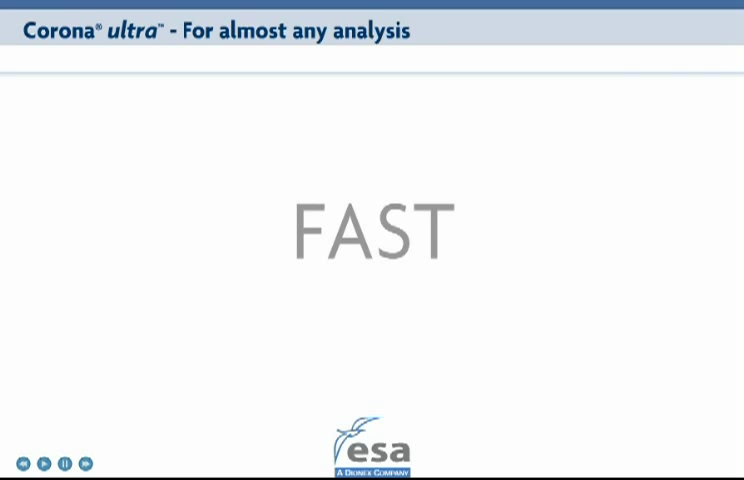 Corona® ultra™ - For almost any analysis
FAST
esa
A DIONEX COMPANY